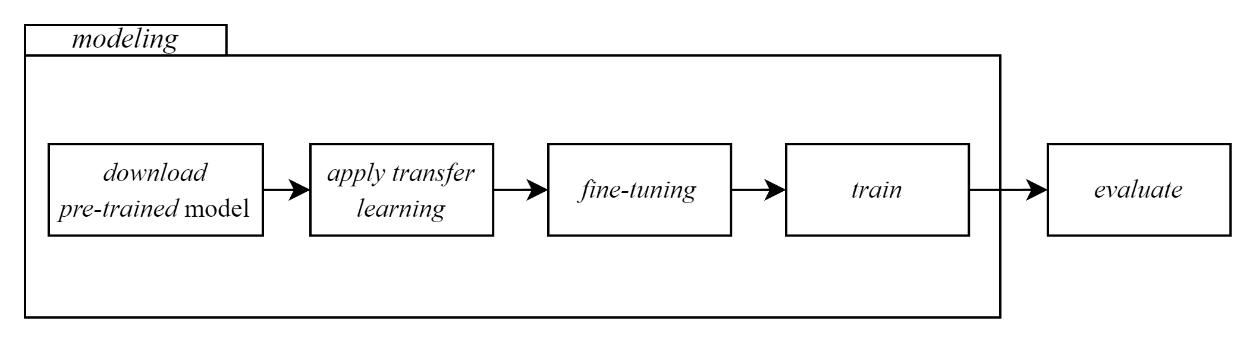 modeling
download
pre-trained model
apply transfer
learning
fine-tuning
train
evaluate